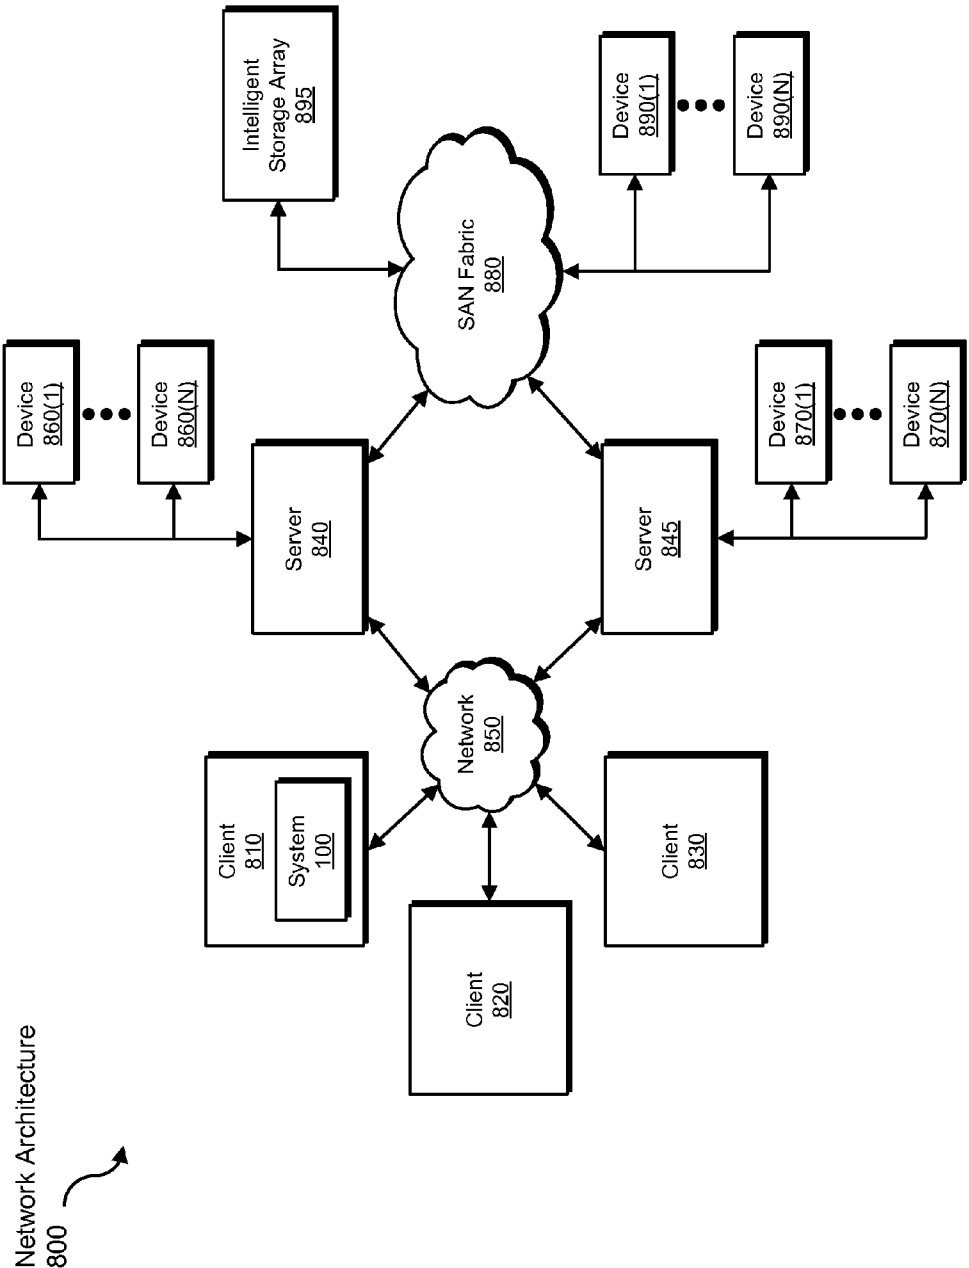 Network Architecture
800
Client
810
System
100
Client
820
Client
830
Network
850
Server
840
Server
845
Device
860(1)
Device
860(N)
Device
870(1)
Device
870(N)
SAN Fabric
880
Intelligent
Storage Array
895
Device
890(1)
Device
890(N)